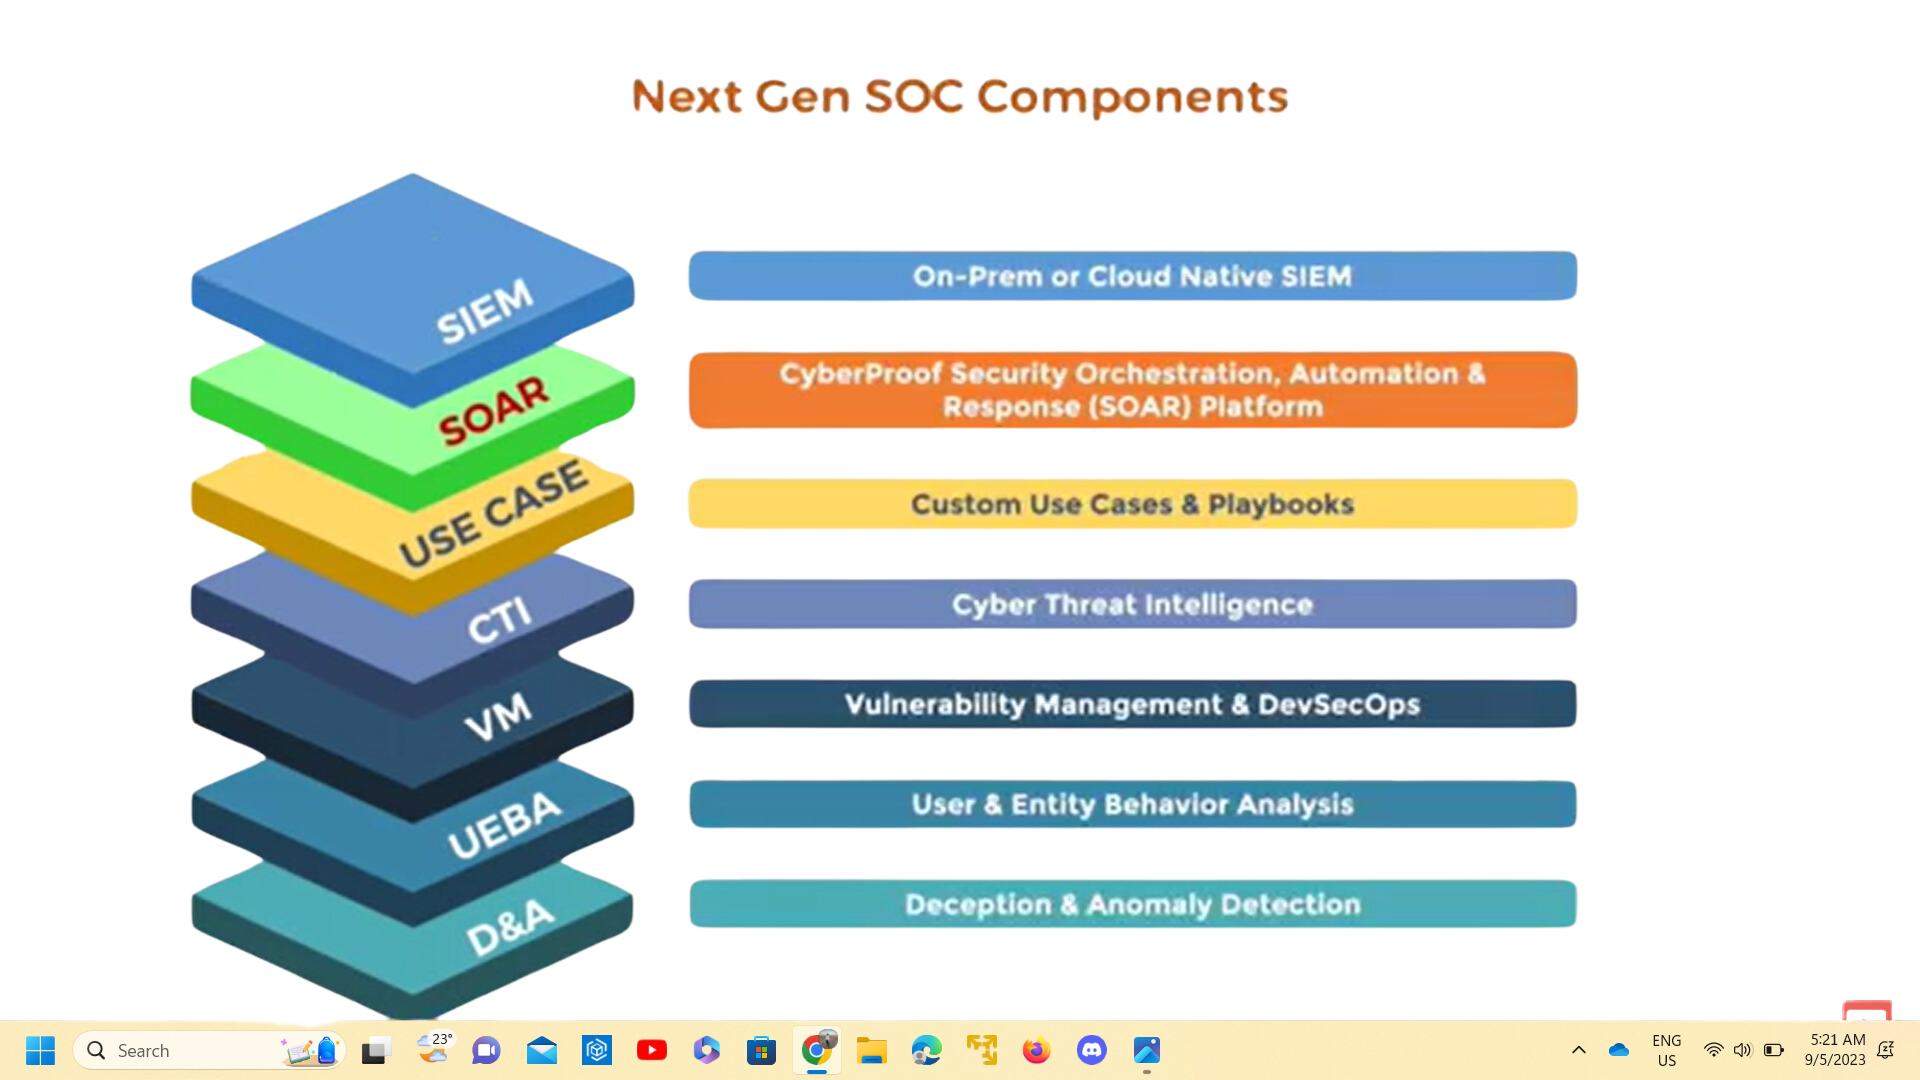 Next Gen SOC Components
SIEM
On-Prem or Cloud Native SIEM
SOAR
CyberProof Security Orchestration, Automation &
Response (SOAR) Platform
USE CASE
Custom Use Cases & Playbooks
CTI
Cyber Threat Intelligence
VM
Vulnerability Management & DevSecOps
UEBA
User & Entity Behavior Analysis
D&A
Deception & Anomaly Detection
Search
23°
ENG
US
5:21 AM
9/5/2023